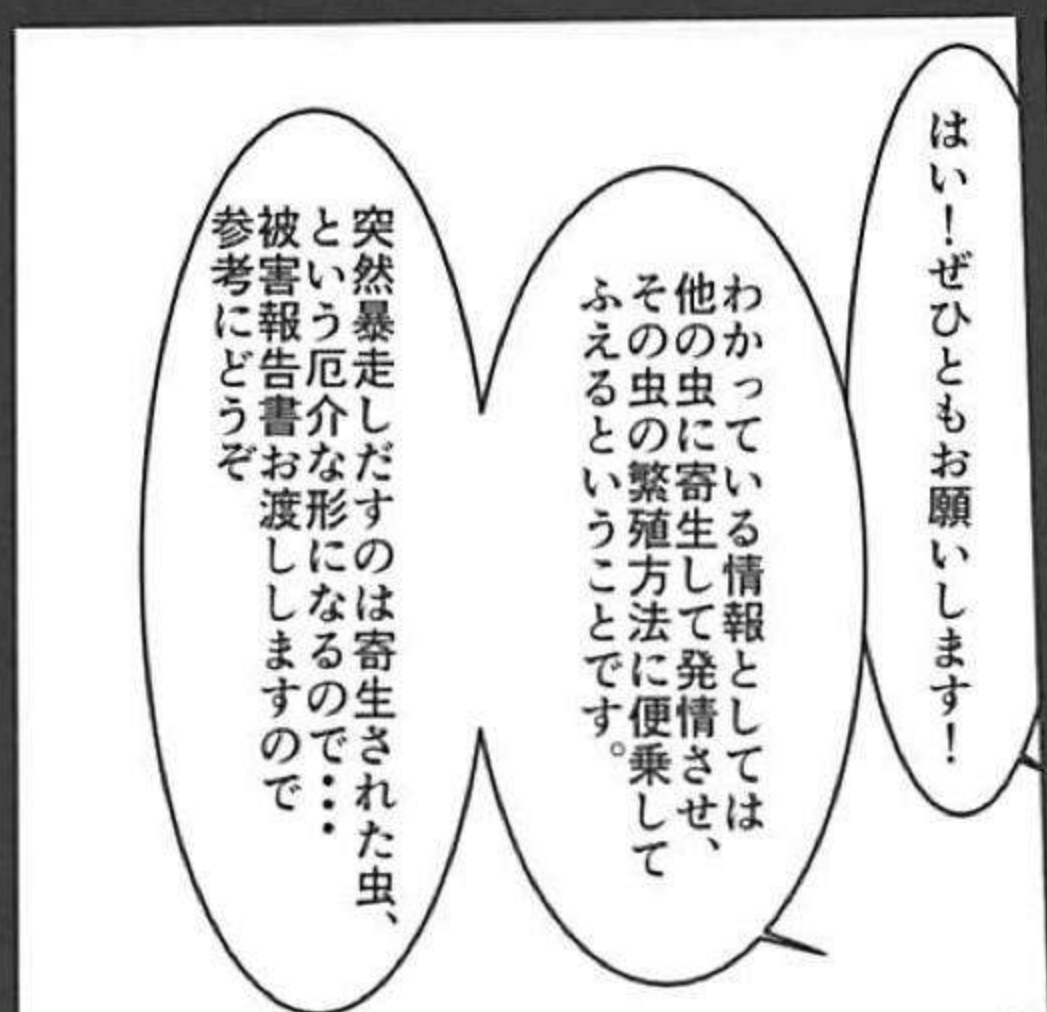 はい！ぜひともお願いします！
わかっている情報としては
他の虫に寄生して発情させ、
その虫の繁殖方法に便乗して
ふえるということです。
突然暴走しだすのは寄生された虫、
という厄介な形になるので・・・
被害報告書お渡ししますので
参考にどうぞ